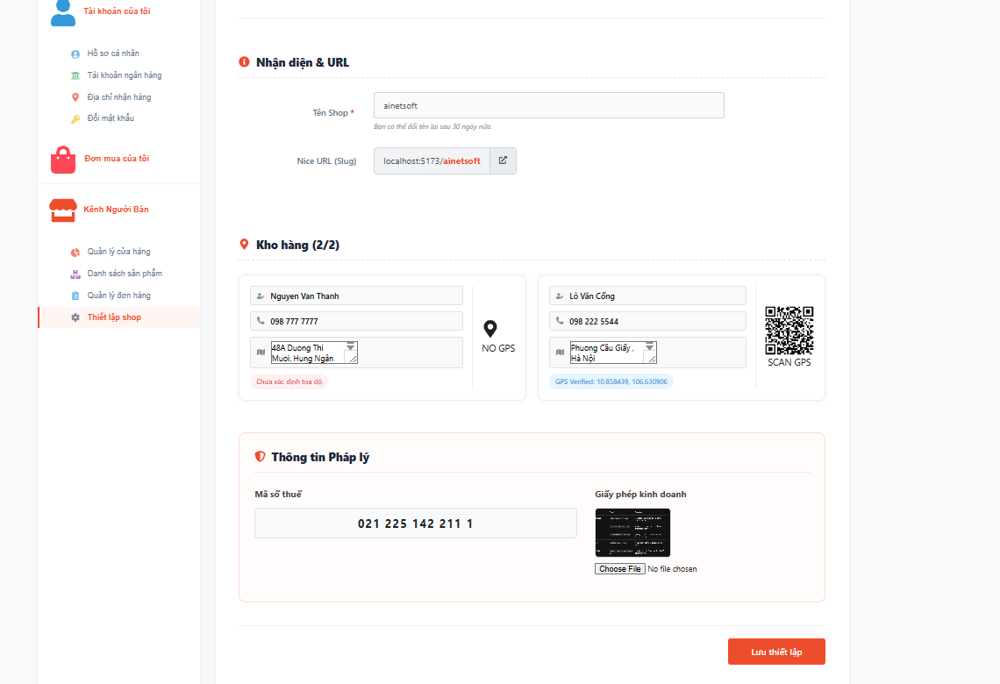 Tài khoản của tôi
Hồ sơ cá nhân
Tài khoản ngân hàng
Địa chỉ nhận hàng
Đổi mật khẩu
Đơn mua của tôi
Kênh Người Bán
Quản lý cửa hàng
Danh sách sản phẩm
Quản lý đơn hàng
Thiết lập shop
Nhận diện & URL
Tên Shop *
ainetsoft
Bạn có thể đổi tên lại sau 30 ngày nữa.
Nice URL (Slug)
localhost:5173/ainetsoft
Kho hàng (2/2)
Nguyen Van Thanh
098 777 7777
48A Duong Thi
Muoi, Hung Ngân
Chưa xác định tọa độ
NO GPS
Lò Văn Cống
098 222 5544
Phuong Cầu Giấy ,
Hà Nội
GPS Verified: 10.858439, 106.630906
SCAN GPS
Thông tin Pháp lý
Mã số thuế
021 225 142 211 1
Giấy phép kinh doanh
Choose File No file chosen
Lưu thiết lập